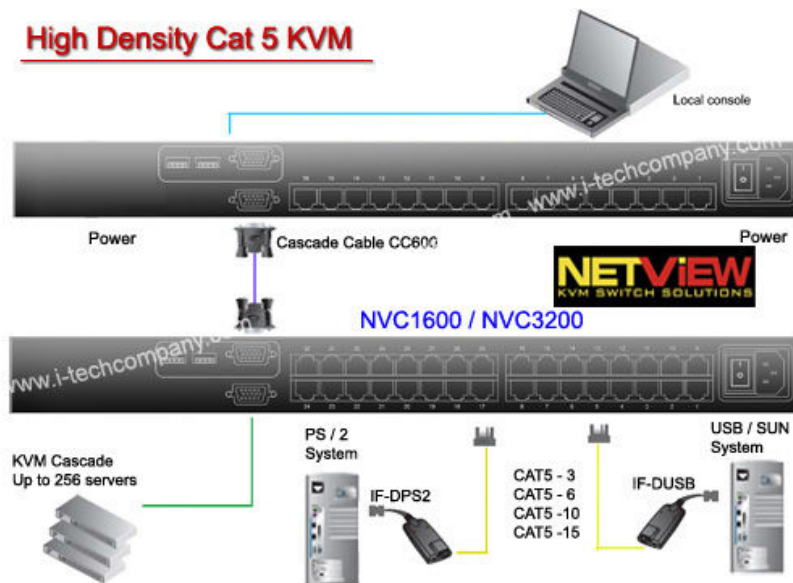 High Density Cat 5 KVM
Local console
www.i-techcompany.com
Power
Cascade Cable CC600
Power
NETViEW
KVM SWITCH SOLUTIONS
NVC1600 / NVC3200
www.i-techcompany.com
PS / 2
System
USB / SUN
System
KVM Cascade
Up to 256 servers
IF-DPS2
CAT5 - 3
CAT5 - 6
CAT5 -10
CAT5 -15
IF-DUSB